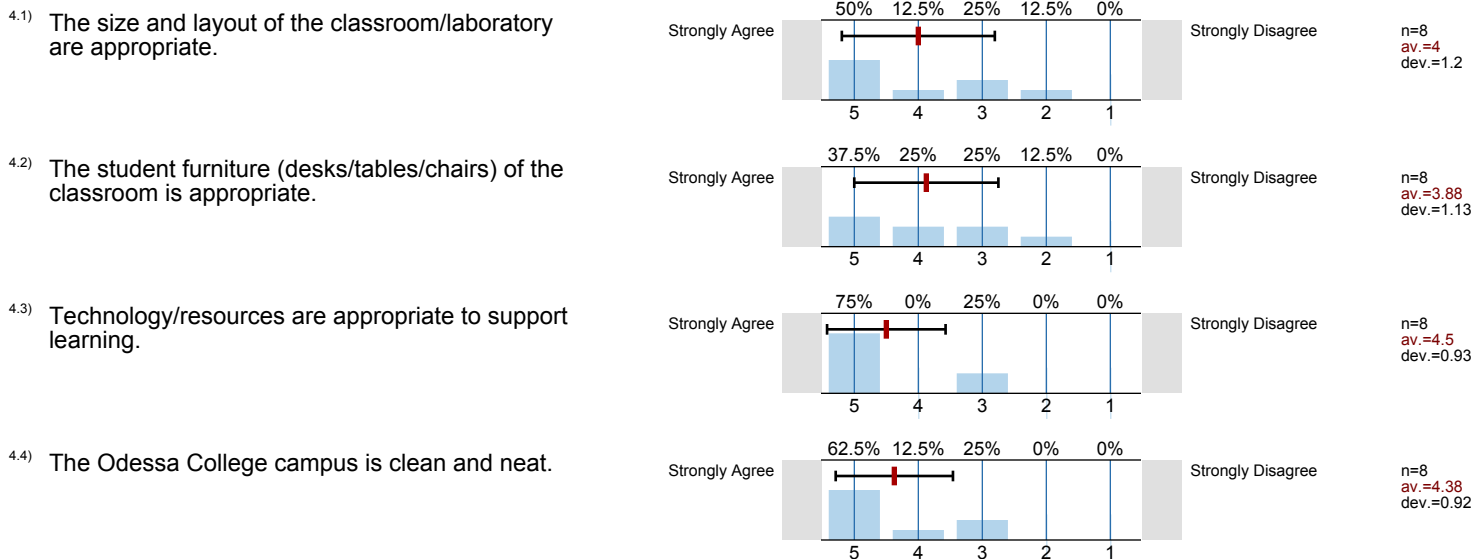 4.1) The size and layout of the classroom/laboratory
are appropriate.
Strongly Agree
50% 12.5% 25% 12.5% 0%
5 4 3 2 1
Strongly Disagree
n=8
av.=4
dev.=1.2
4.2) The student furniture (desks/tables/chairs) of the
classroom is appropriate.
Strongly Agree
37.5% 25% 25% 12.5% 0%
5 4 3 2 1
Strongly Disagree
n=8
av.=3.88
dev.=1.13
4.3) Technology/resources are appropriate to support
learning.
Strongly Agree
75% 0% 25% 0% 0%
5 4 3 2 1
Strongly Disagree
n=8
av.=4.5
dev.=0.93
4.4) The Odessa College campus is clean and neat.
Strongly Agree
62.5% 12.5% 25% 0% 0%
5 4 3 2 1
Strongly Disagree
n=8
av.=4.38
dev.=0.92